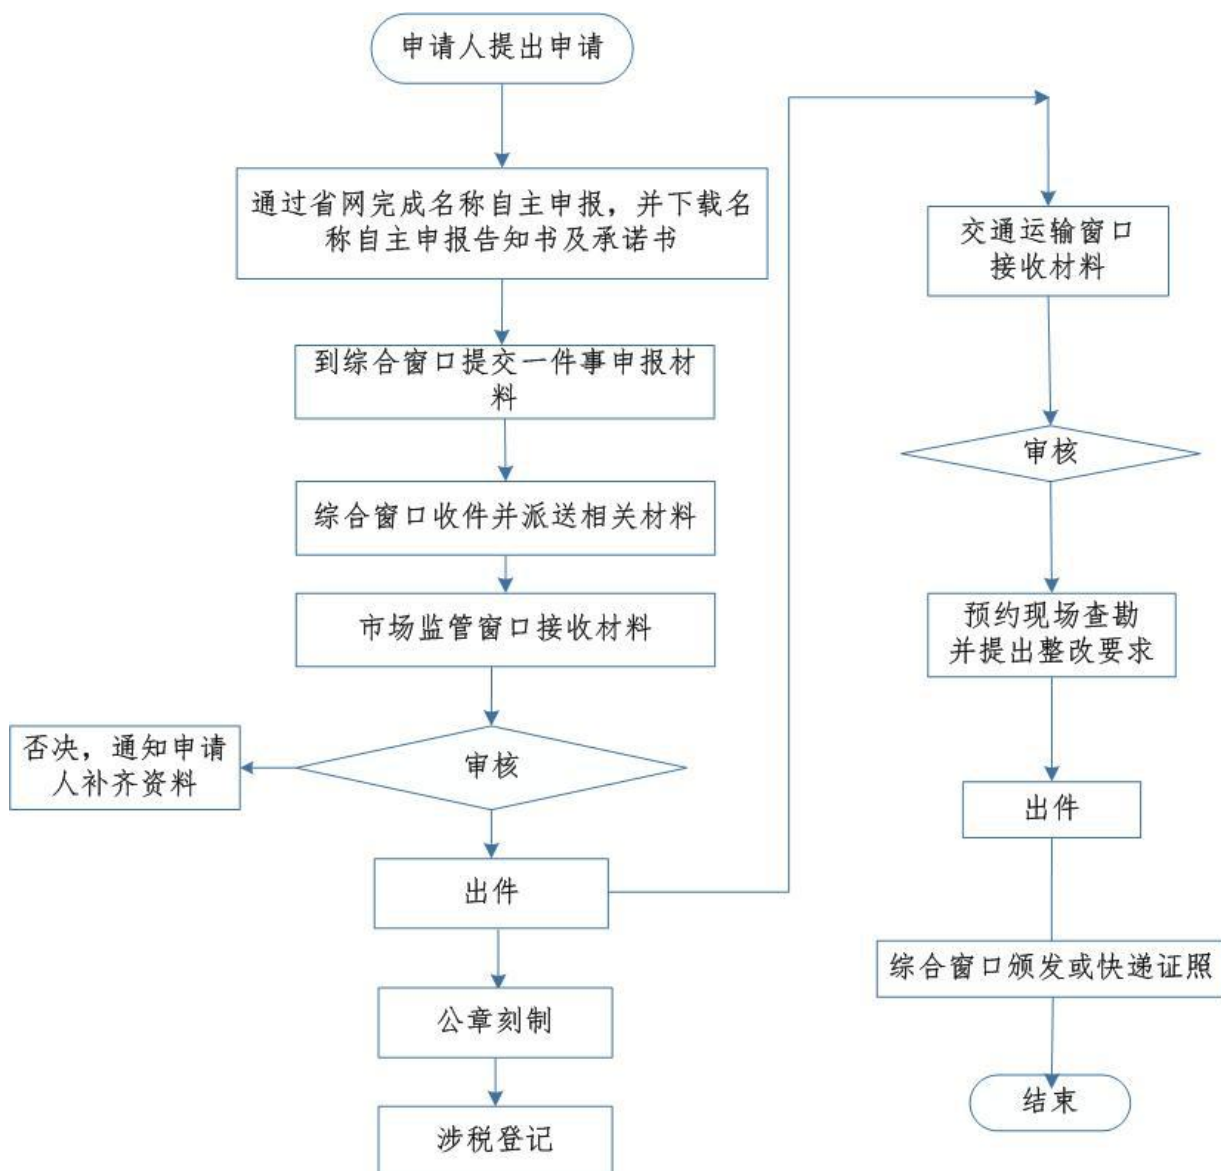 申请人提出申请
通过省网完成名称自主申报，并下载名
称自主申报告知书及承诺书
到综合窗口提交一件事申报材
料
综合窗口收件并派送相关材料
市场监管窗口接收材料
否决，通知申请
人补齐资料
审核
出件
公章刻制
涉税登记
交通运输窗口
接收材料
审核
预约现场查勘
并提出整改要求
出件
综合窗口颁发或快递证照
结束